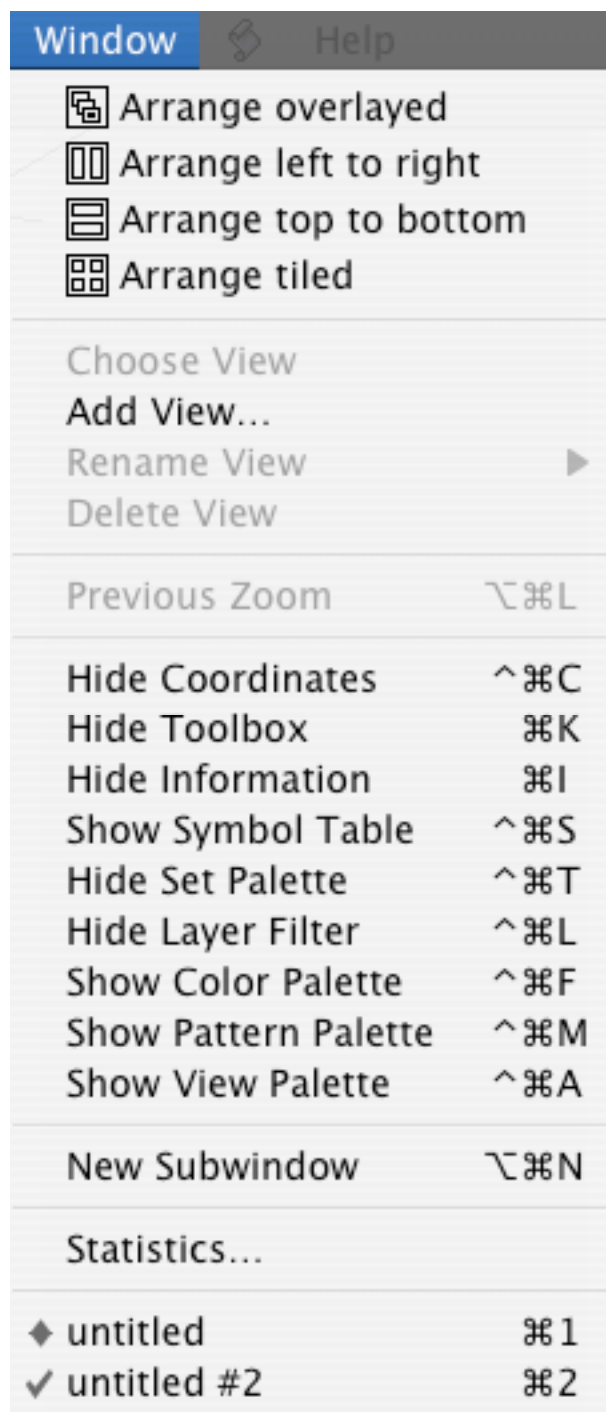 Window Help
Arrange overlayed
Arrange left to right
Arrange top to bottom
Arrange tiled
Choose View
Add View...
Rename View
Delete View
Previous Zoom ⌥⌘L
Hide Coordinates ^⌘C
Hide Toolbox ⌘K
Hide Information ⌘I
Show Symbol Table ^⌘S
Hide Set Palette ^⌘T
Hide Layer Filter ^⌘L
Show Color Palette ^⌘F
Show Pattern Palette ^⌘M
Show View Palette ^⌘A
New Subwindow ⌥⌘N
Statistics...
untitled ⌘1
untitled #2 ⌘2